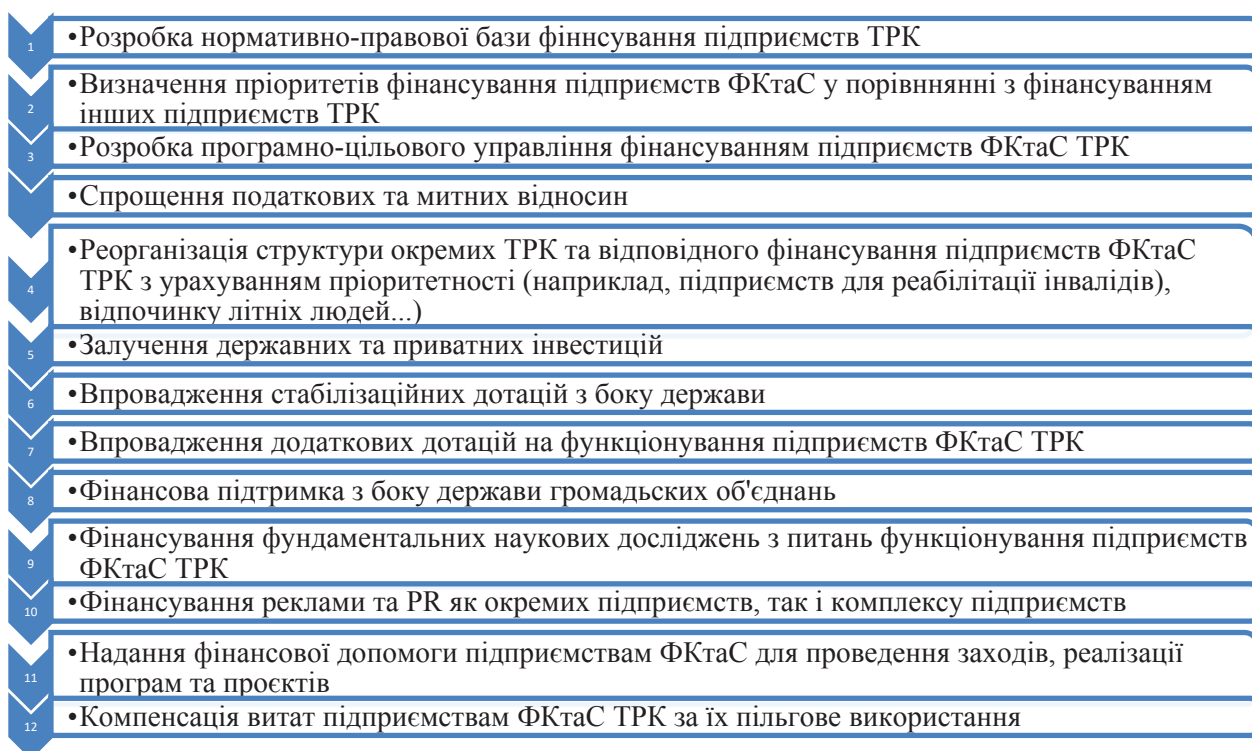 1
•Розробка нормативно-правової бази фіннсування підприємств ТРК
2
•Визначення пріоритетів фінансування підприємств ФКтаС у порівннянні з фінансуванням
інших підприємств ТРК
3
•Розробка програмно-цільового управління фінансуванням підприємств ФКтаС ТРК
•Спрощення податкових та митних відносин
4
•Реорганізація структури окремих ТРК та відповідного фінансування підприємств ФКтаС
ТРК з урахуванням пріоритетності (наприклад, підприємств для реабілітації інвалідів),
відпочинку літніх людей...)
5
•Залучення державних та приватних інвестицій
6
•Впровадження стабілізаційних дотацій з боку держави
7
•Впровадження додаткових дотацій на функціонування підприємств ФКтаС ТРК
8
•Фінансова підтримка з боку держави громадьских об'єднань
9
•Фінансування фундаментальних наукових досліджень з питань функціонування підприємств
ФКтаС ТРК
10
•Фінансування реклами та PR як окремих підприємств, так і комплексу підприємств
11
•Надання фінансової допомоги підприємствам ФКтаС для проведення заходів, реалізації
програм та проєктів
12
•Компенсація витат підприємствам ФКтаС ТРК за їх пільгове використання